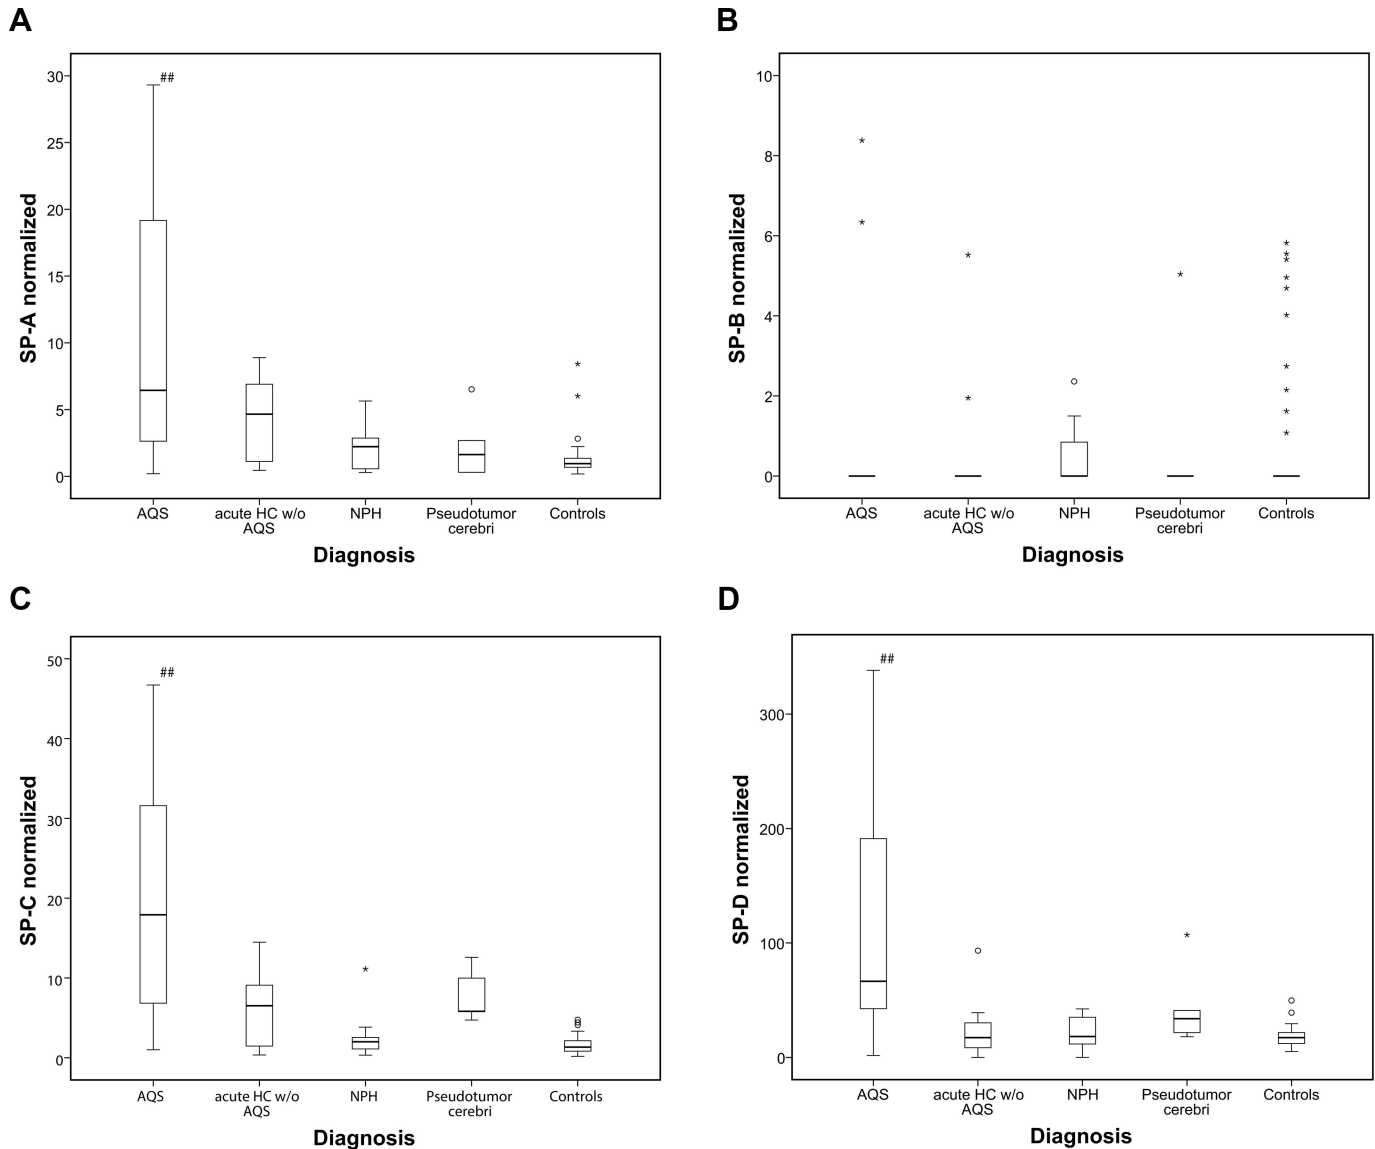 A
SP-A normalized
30
25
20
15
10
5
0
##
AQS
acute HC w/o
AQS
NPH
Pseudotumor
cerebri
Controls
Diagnosis
B
SP-B normalized
10
8
6
4
2
0
AQS
acute HC w/o
AQS
NPH
Pseudotumor
cerebri
Controls
Diagnosis
C
SP-C normalized
50
40
30
20
10
0
##
AQS
acute HC w/o
AQS
NPH
Pseudotumor
cerebri
Controls
Diagnosis
D
SP-D normalized
300
200
100
0
##
AQS
acute HC w/o
AQS
NPH
Pseudotumor
cerebri
Controls
Diagnosis